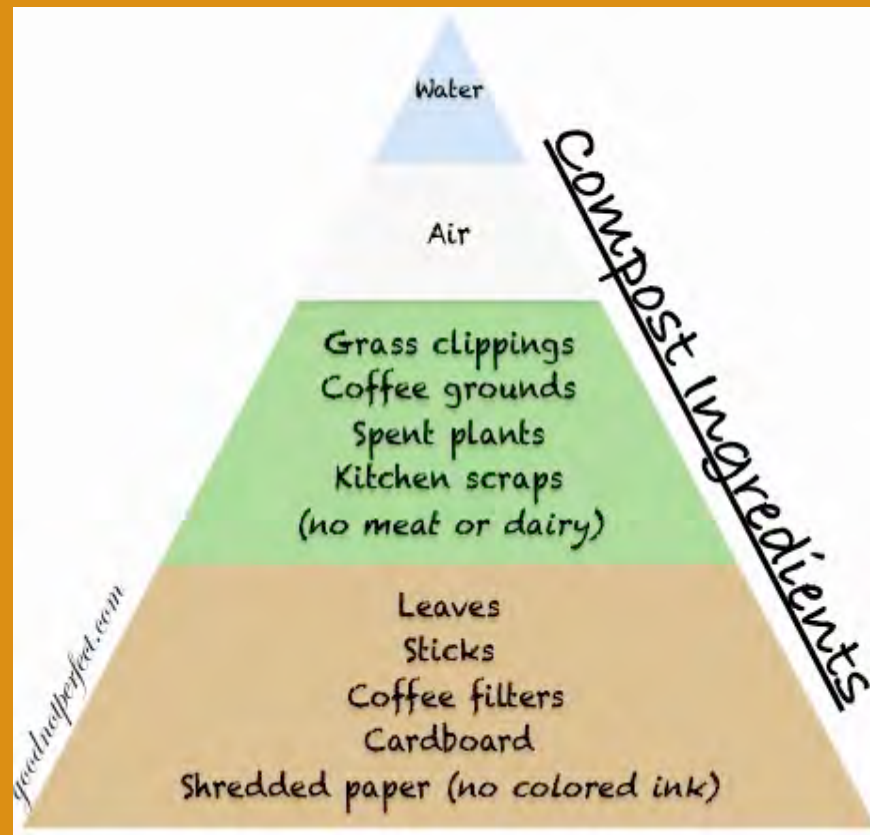 Water
Air
Grass clippings
Coffee grounds
Spent plants
Kitchen scraps
(no meat or dairy)
Leaves
Sticks
Coffee filters
Cardboard
Shredded paper (no colored ink)
Compost Ingredients
goodnotperfect.com